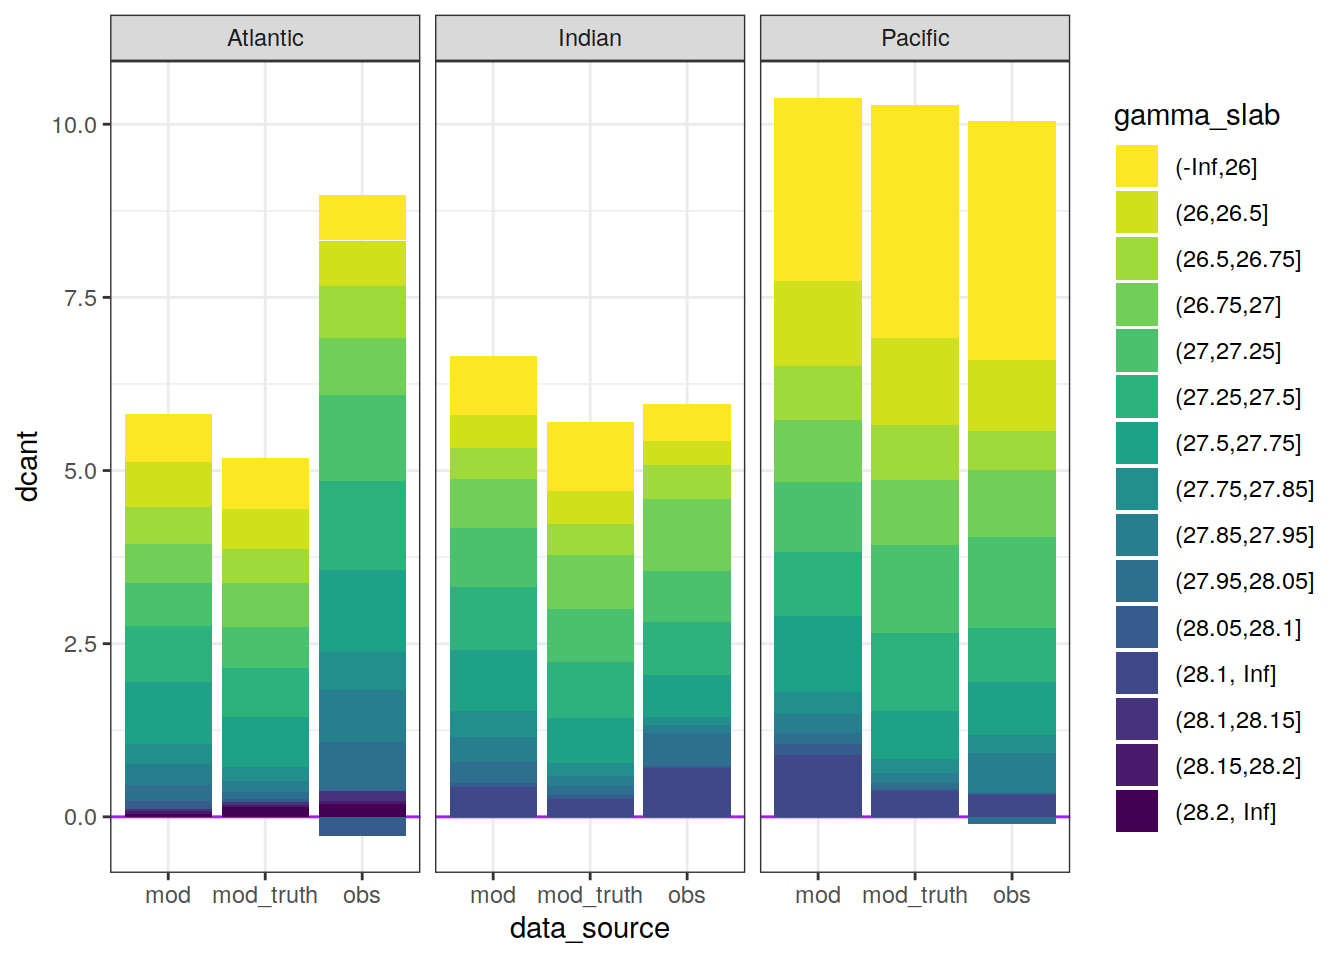 Atlantic
Indian
Pacific
10.0
7.5
5.0
2.5
0.0
dcant
mod mod_truth obs
mod mod_truth obs
mod mod_truth obs
data_source
gamma_slab
(-Inf,26]
(26,26.5]
(26.5,26.75]
(26.75,27]
(27,27.25]
(27.25,27.5]
(27.5,27.75]
(27.75,27.85]
(27.85,27.95]
(27.95,28.05]
(28.05,28.1]
(28.1, Inf]
(28.1,28.15]
(28.15,28.2]
(28.2, Inf]